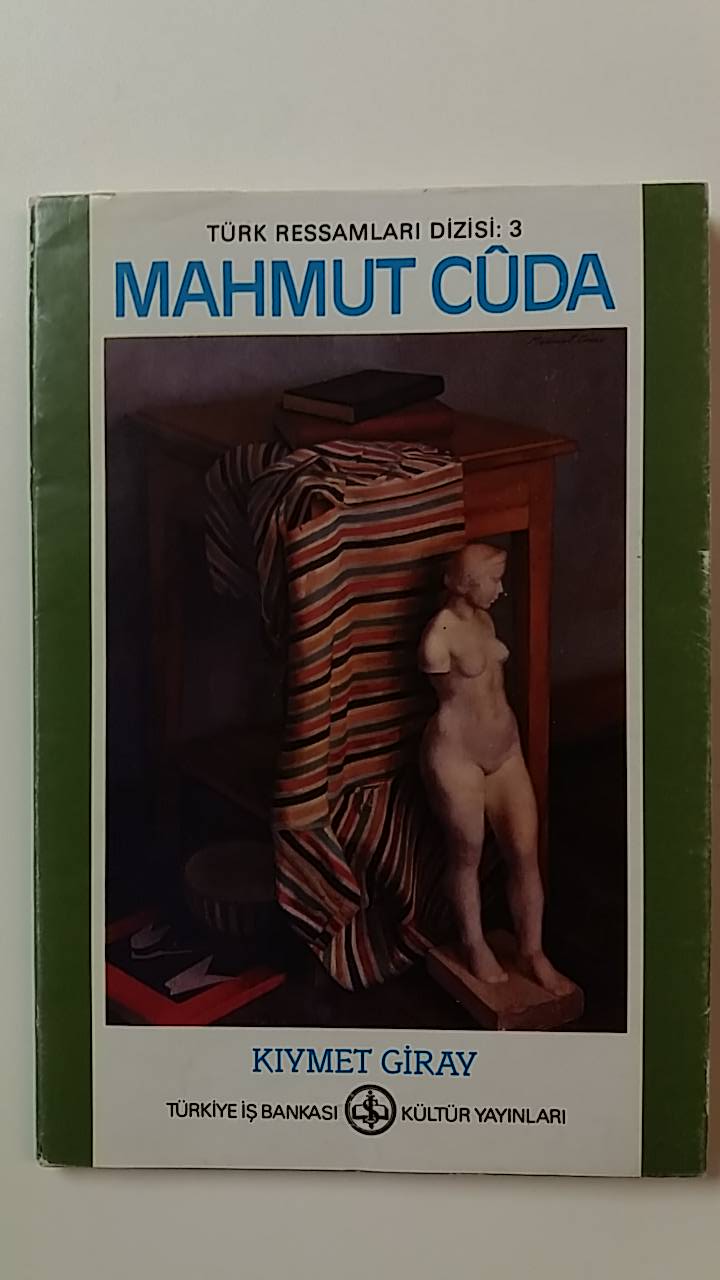 TÜRK RESSAMLARI DİZİSİ: 3
MAHMUT CÛDA
KIYMET GİRAY
TÜRKİYE İŞ BANKASI KÜLTÜR YAYINLARI